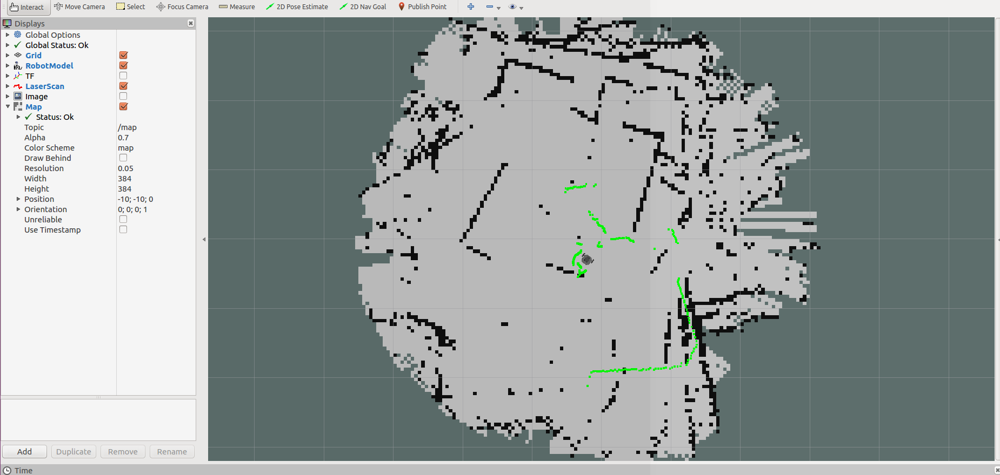 Interact Move Camera Select Focus Camera Measure 2D Pose Estimate 2D Nav Goal Publish Point
Displays
Global Options
Global Status: Ok
Grid
RobotModel
TF
LaserScan
Image
Map
Status: Ok
Topic /map
Alpha 0.7
Color Scheme map
Draw Behind
Resolution 0.05
Width 384
Height 384
Position -10; -10; 0
Orientation 0; 0; 0; 1
Unreliable
Use Timestamp
Add Duplicate Remove Rename
Time